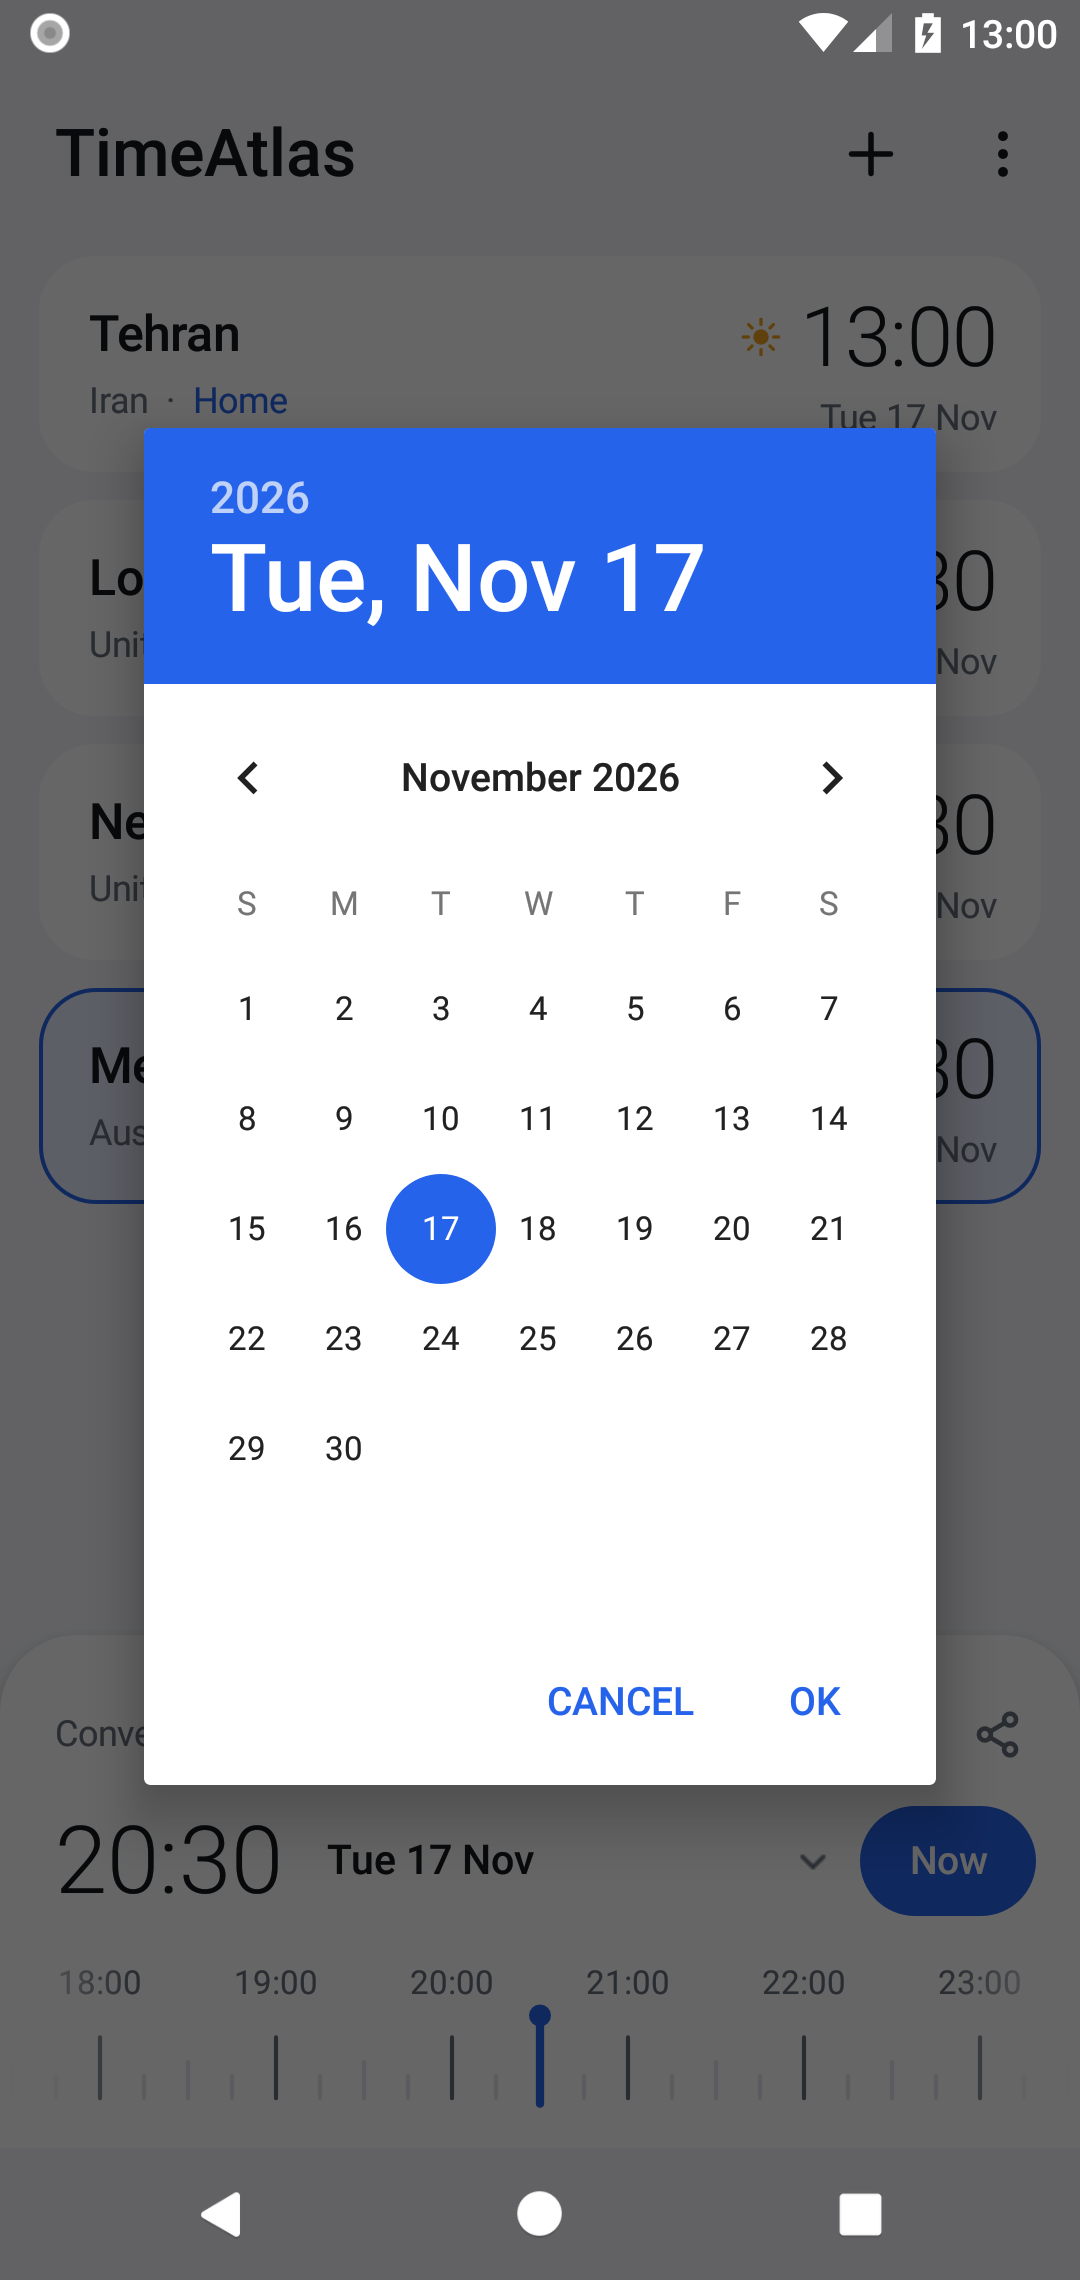 13:00
TimeAtlas
Tehran
13:00
Iran · Home
Tue 17 Nov
2026
Tue, Nov 17
November 2026
S M T W T F S
1 2 3 4 5 6 7
8 9 10 11 12 13 14
15 16 17 18 19 20 21
22 23 24 25 26 27 28
29 30
CANCEL OK
Nov
Nov
Nov
20:30 Tue 17 Nov Now
18:00 19:00 20:00 21:00 22:00 23:00